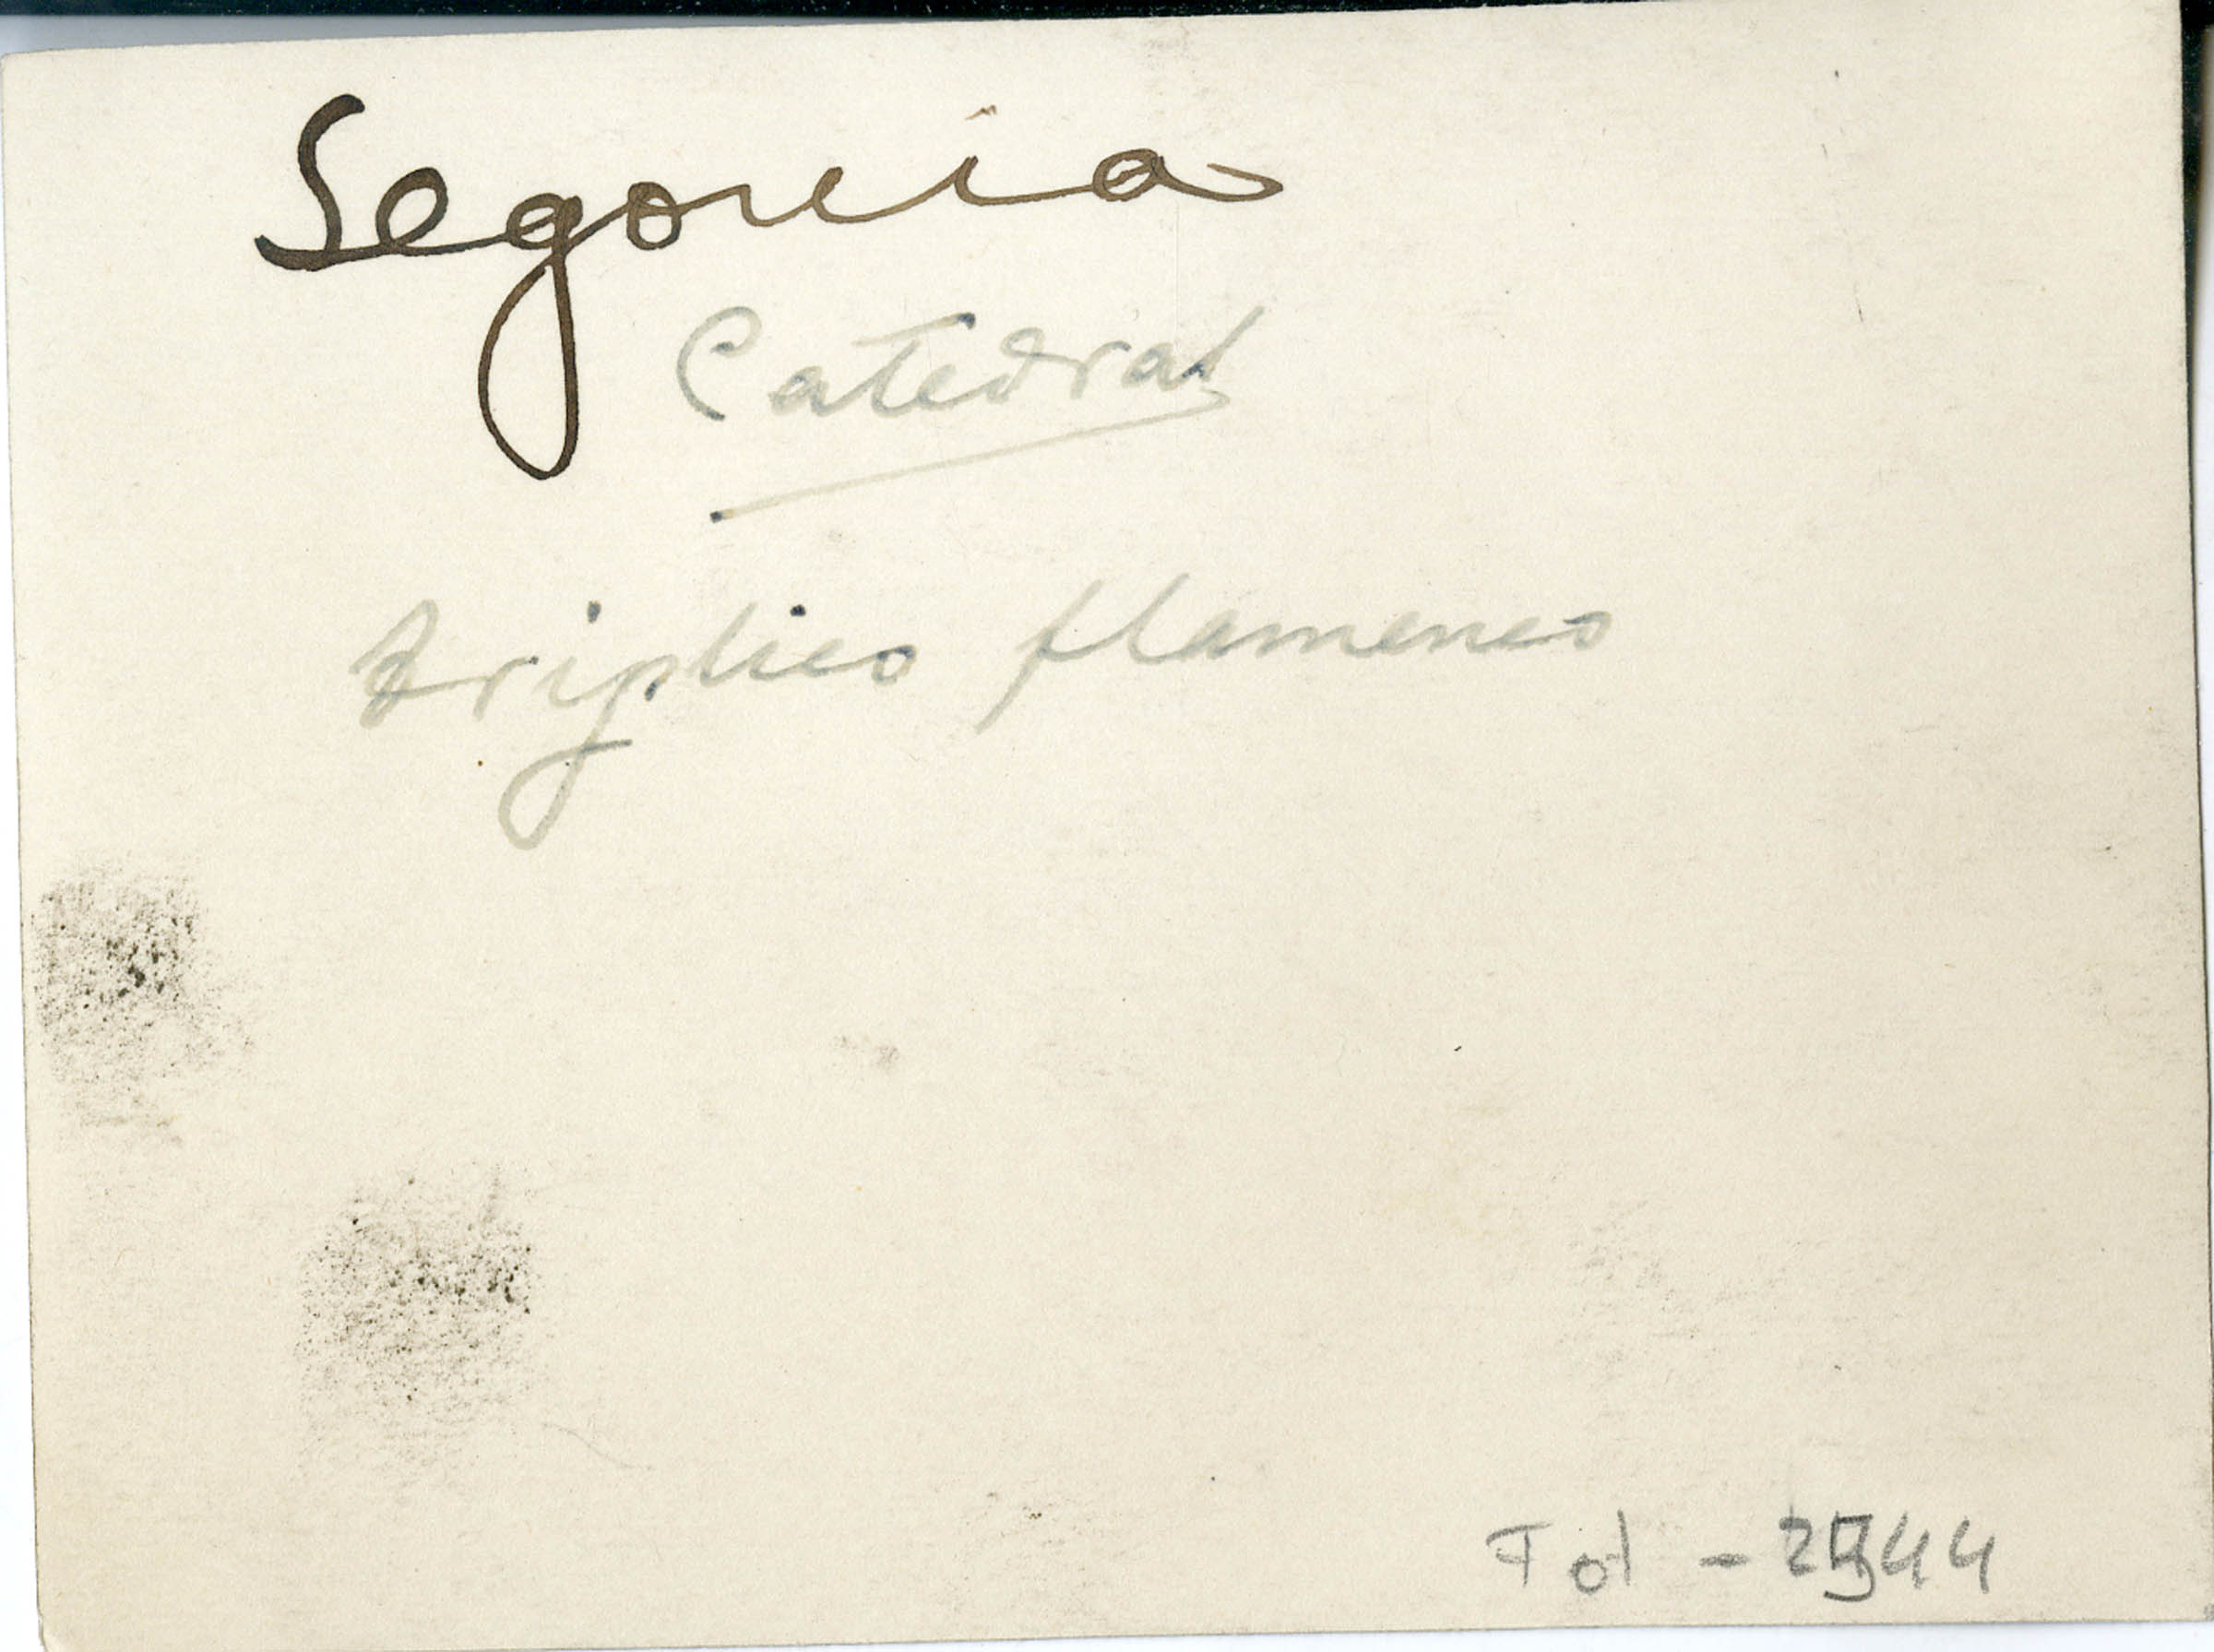 Segovia
Catedral
Triptico flamenco
Tol - 2544